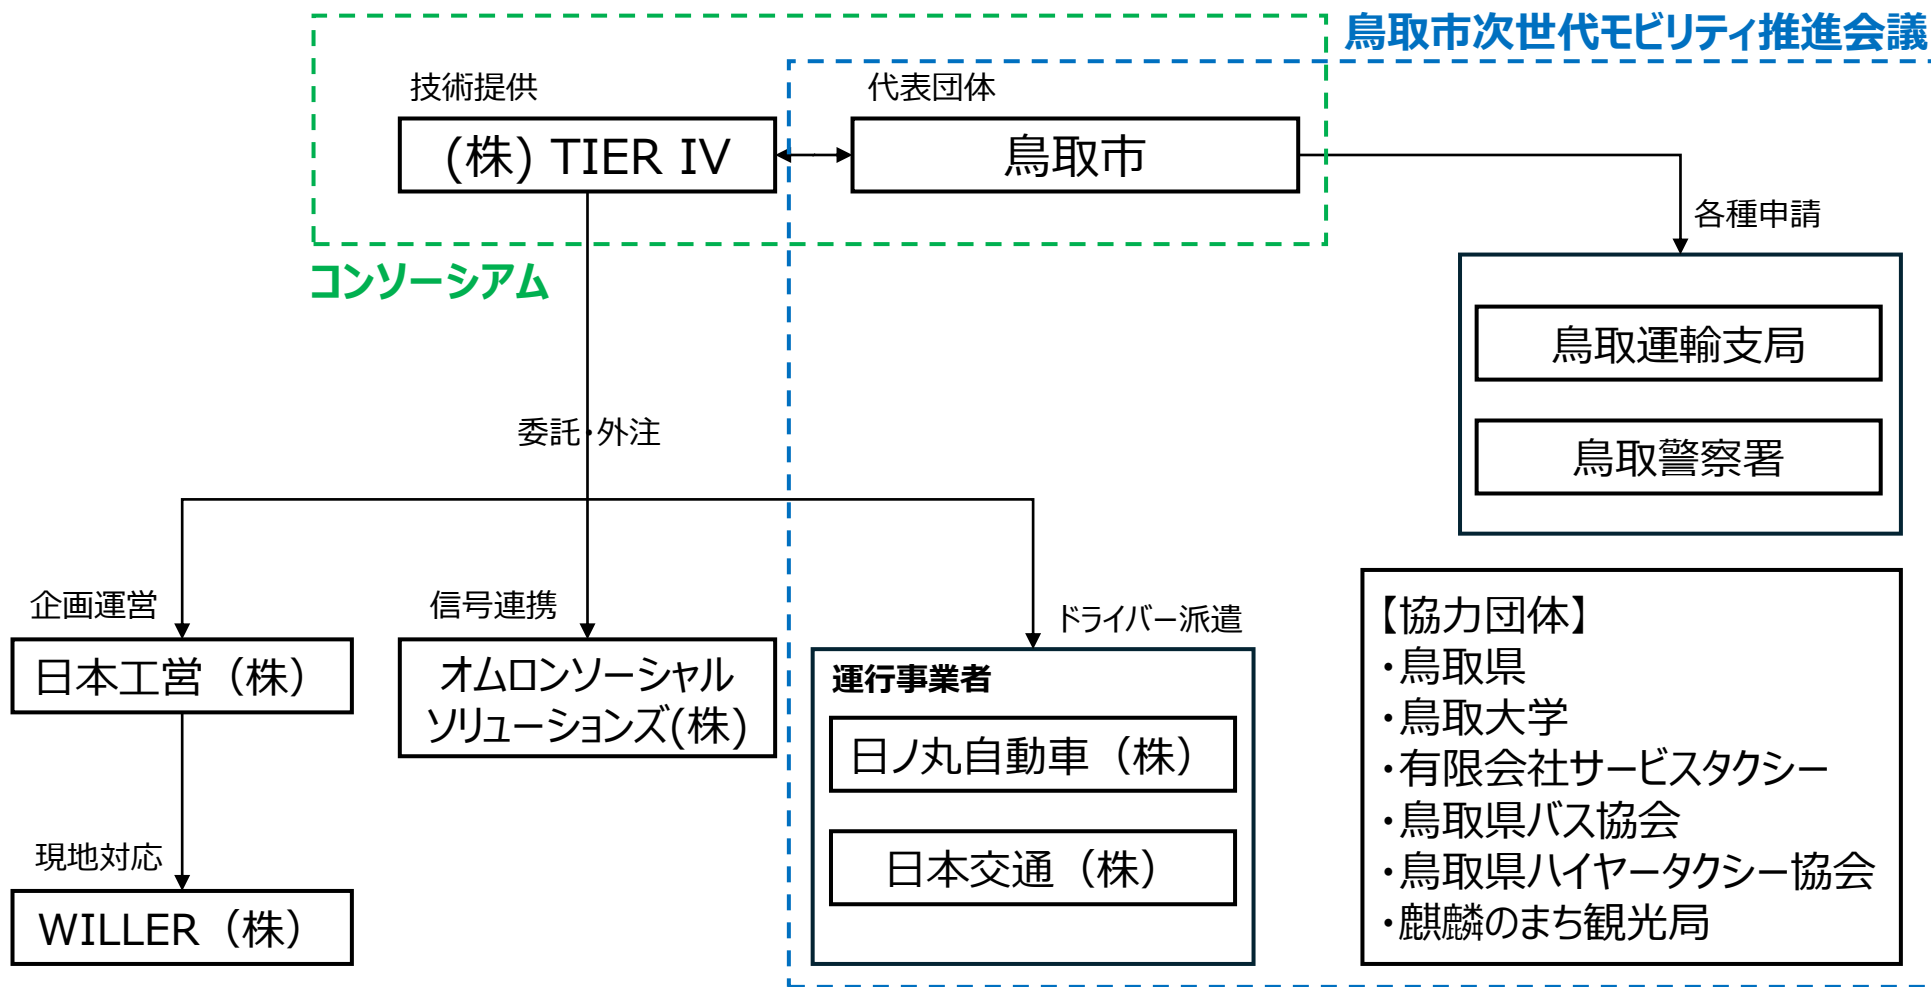 鳥取市次世代モビリティ推進会議
技術提供
代表団体
(株) TIER IV
鳥取市
各種申請
コンソーシアム
鳥取運輸支局
鳥取警察署
委託・外注
企画運営
信号連携
ドライバー派遣
日本工営（株）
オムロンソーシャル
ソリューションズ(株)
運行事業者
日ノ丸自動車（株）
日本交通（株）
現地対応
WILLER（株）
【協力団体】
・鳥取県
・鳥取大学
・有限会社サービスタクシー
・鳥取県バス協会
・鳥取県ハイヤータクシー協会
・麒麟のまち観光局